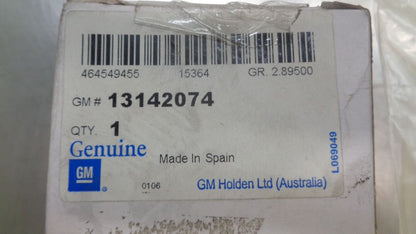 464549455 15364 GR. 2.89500
GM # 13142074
QTY. 1
Genuine
Made In Spain
GM ® 0106 GM Holden Ltd (Australia)
L069049